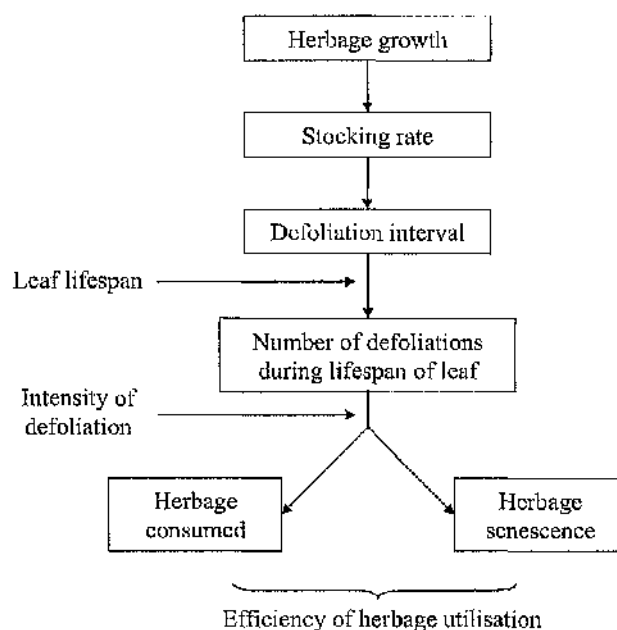 Herbage growth
Stocking rate
Defoliation interval
Leaf lifespan
Number of defoliations
during lifespan of leaf
Intensity of
defoliation
Herbage
consumed
Herbage
senescence
Efficiency of herbage utilisation